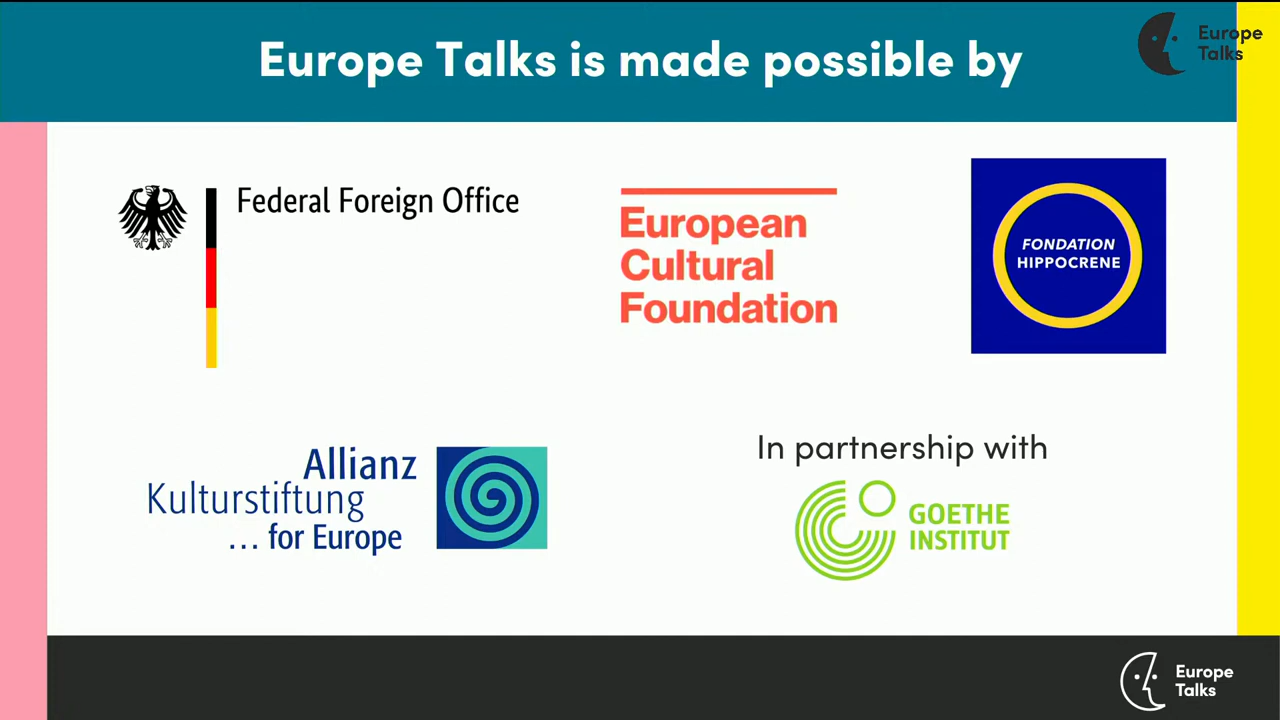 Europe Talks is made possible by
Europe
Talks
Federal Foreign Office
European
Cultural
Foundation
FONDATION
HIPPOCRENE
Allianz
Kulturstiftung
... for Europe
In partnership with
GOETHE
INSTITUT
Europe
Talks